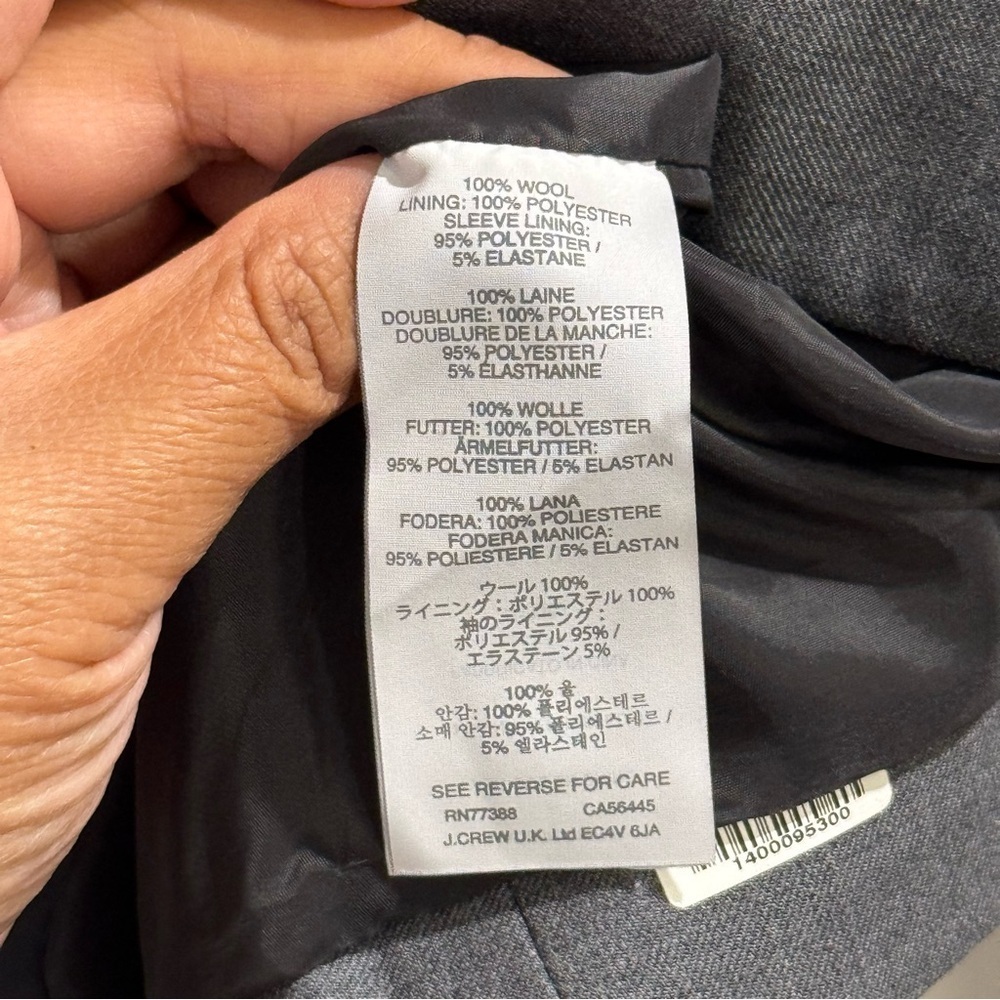 100% WOOL
LINING: 100% POLYESTER
SLEEVE LINING:
95% POLYESTER /
5% ELASTANE
100% LAINE
DOUBLURE: 100% POLYESTER
DOUBLURE DE LA MANCHE:
95% POLYESTER /
5% ÉLASTHANNE
100% WOLLE
FUTTER: 100% POLYESTER
ÄRMELFUTTER:
95% POLYESTER / 5% ELASTAN
100% LANA
FODERA: 100% POLIESTERE
FODERA MANICA:
95% POLIESTERE / 5% ELASTAN
ウール 100%
ライニング : ポリエステル 100%
袖のライニング :
ポリエステル 95% /
エラステーン 5%
100% 울
안감: 100% 폴리에스테르
소매 안감: 95% 폴리에스테르 /
5% 엘라스테인
SEE REVERSE FOR CARE
RN77388 CA56445
J.CREW U.K. Ltd EC4V 6JA
1400095300